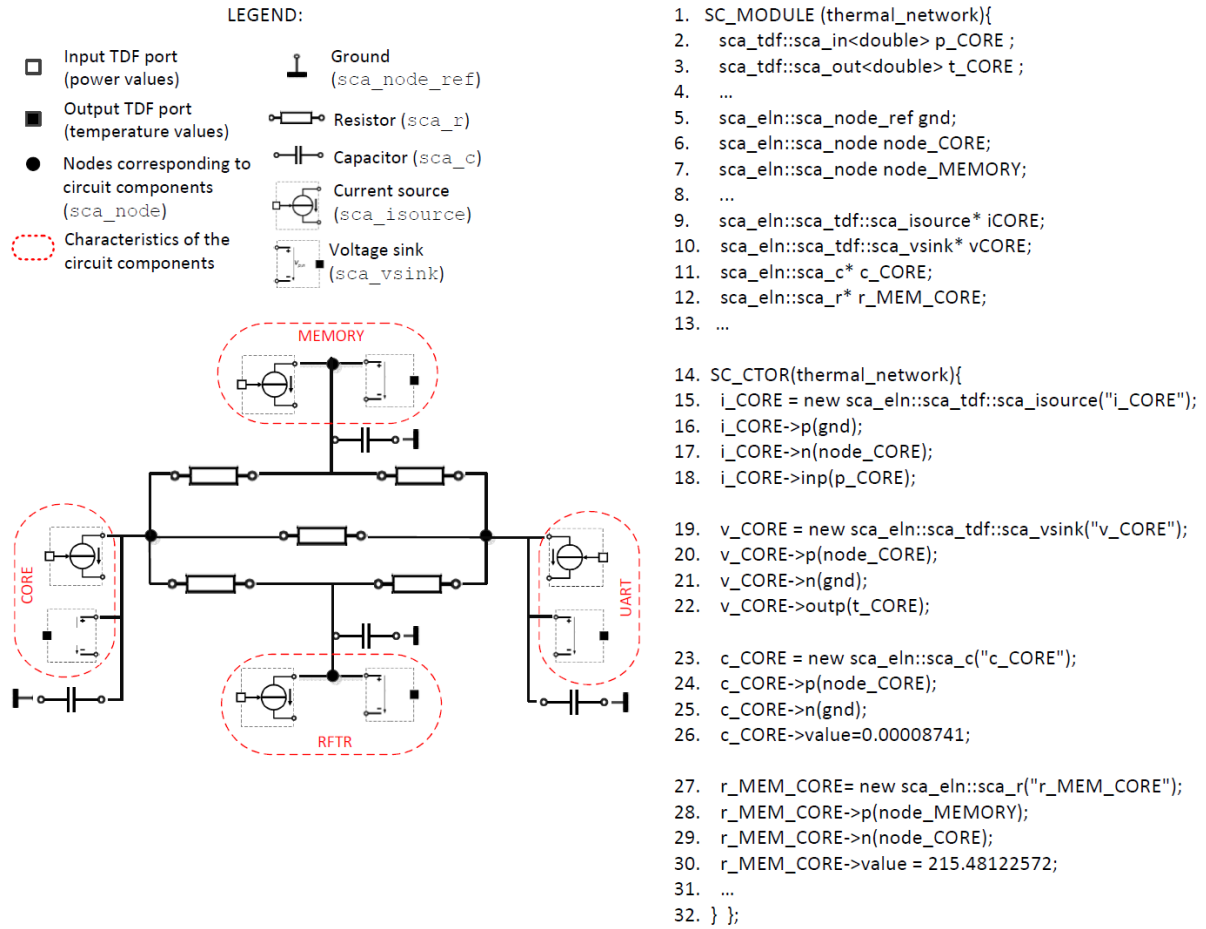 LEGEND:
Input TDF port
(power values)
Output TDF port
(temperature values)
Nodes corresponding to
circuit components
(sca_node)
Characteristics of the
circuit components
Ground
(sca_node_ref)
Resistor (sca_r)
Capacitor (sca_c)
Current source
(sca_isource)
Voltage sink
(sca_vsink)
MEMORY
CORE
UART
RFTR
1. SC_MODULE (thermal_network){
2. sca_tdf::sca_in<double> p_CORE ;
3. sca_tdf::sca_out<double> t_CORE ;
4. ...
5. sca_eln::sca_node_ref gnd;
6. sca_eln::sca_node node_CORE;
7. sca_eln::sca_node node_MEMORY;
8. ...
9. sca_eln::sca_tdf::sca_isource* iCORE;
10. sca_eln::sca_tdf::sca_vsink* vCORE;
11. sca_eln::sca_c* c_CORE;
12. sca_eln::sca_r* r_MEM_CORE;
13. ...
14. SC_CTOR(thermal_network){
15. i_CORE = new sca_eln::sca_tdf::sca_isource("i_CORE");
16. i_CORE->p(gnd);
17. i_CORE->n(node_CORE);
18. i_CORE->inp(p_CORE);
19. v_CORE = new sca_eln::sca_tdf::sca_vsink("v_CORE");
20. v_CORE->p(node_CORE);
21. v_CORE->n(gnd);
22. v_CORE->outp(t_CORE);
23. c_CORE = new sca_eln::sca_c("c_CORE");
24. c_CORE->p(node_CORE);
25. c_CORE->n(gnd);
26. c_CORE->value=0.00008741;
27. r_MEM_CORE= new sca_eln::sca_r("r_MEM_CORE");
28. r_MEM_CORE->p(node_MEMORY);
29. r_MEM_CORE->n(node_CORE);
30. r_MEM_CORE->value = 215.48122572;
31. ...
32. } };